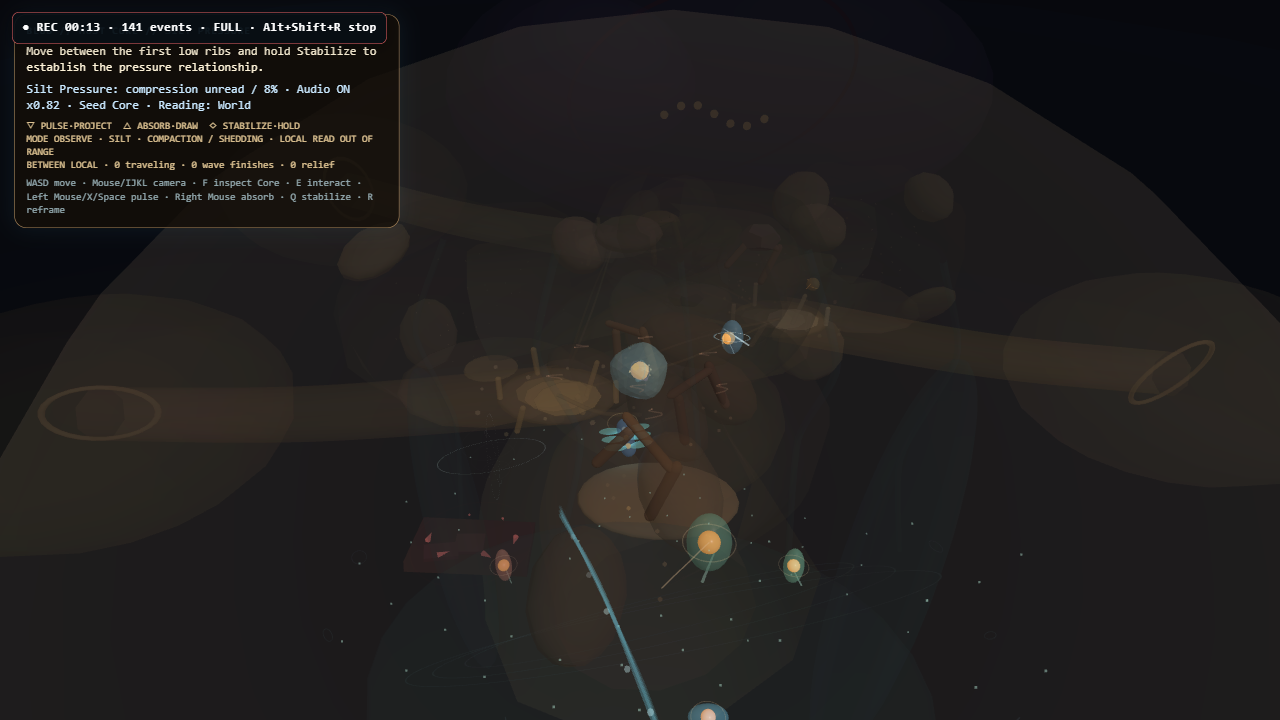 ● REC 00:13 · 141 events · FULL · Alt+Shift+R stop
Move between the first low ribs and hold Stabilize to
establish the pressure relationship.
Silt Pressure: compression unread / 8% · Audio ON
x0.82 · Seed Core · Reading: World
▽ PULSE·PROJECT △ ABSORB·DRAW ◇ STABILIZE·HOLD
MODE OBSERVE · SILT · COMPACTION / SHEDDING · LOCAL READ OUT OF
RANGE
BETWEEN LOCAL · 0 traveling · 0 wave finishes · 0 relief
WASD move · Mouse/IJKL camera · F inspect Core · E interact ·
Left Mouse/X/Space pulse · Right Mouse absorb · Q stabilize · R
reframe